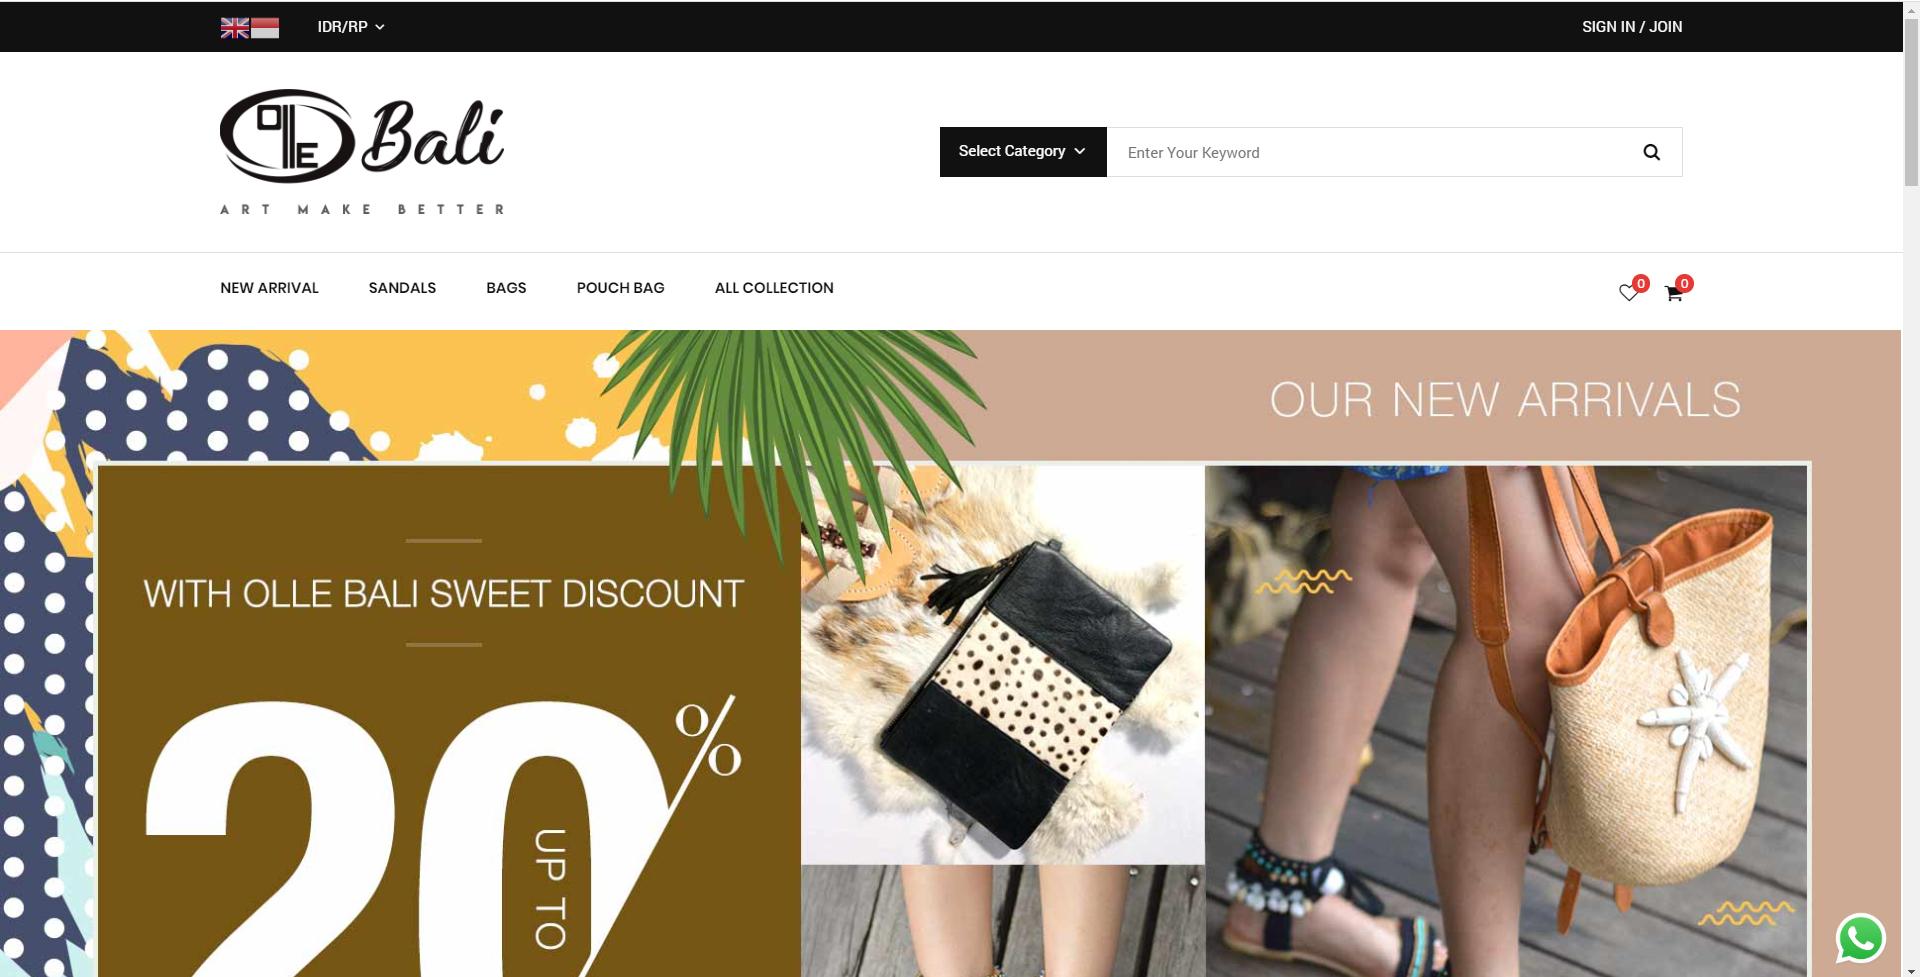 IDR/RP
SIGN IN / JOIN
OLLE Bali
ART MAKE BETTER
Select Category
Enter Your Keyword
NEW ARRIVAL
SANDALS
BAGS
POUCH BAG
ALL COLLECTION
0
0
OUR NEW ARRIVALS
WITH OLLE BALI SWEET DISCOUNT
UP TO
20%